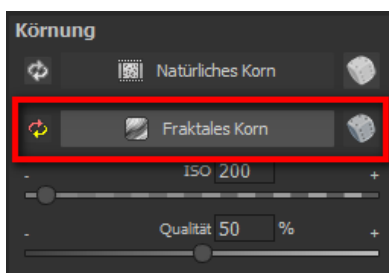 Körnung
Natürliches Korn
Fraktales Korn
- ISO 200 +
- Qualität 50 % +